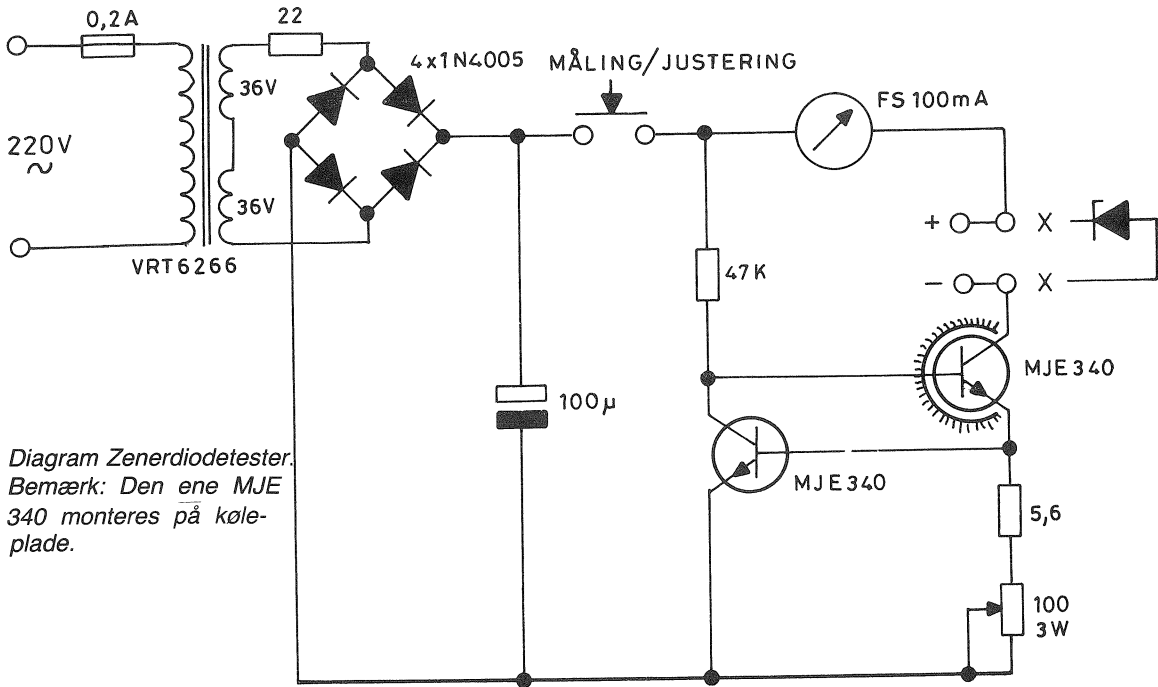 0,2A
22
4x1N4005
MÅLING/JUSTERING
FS 100mA
36V
220V
~
36V
VRT6266
+
X
-
X
47K
MJE340
100µ
MJE340
5,6
100
3W
Diagram Zenerdiodetester.
Bemærk: Den ene MJE
340 monteres på køle-
plade.